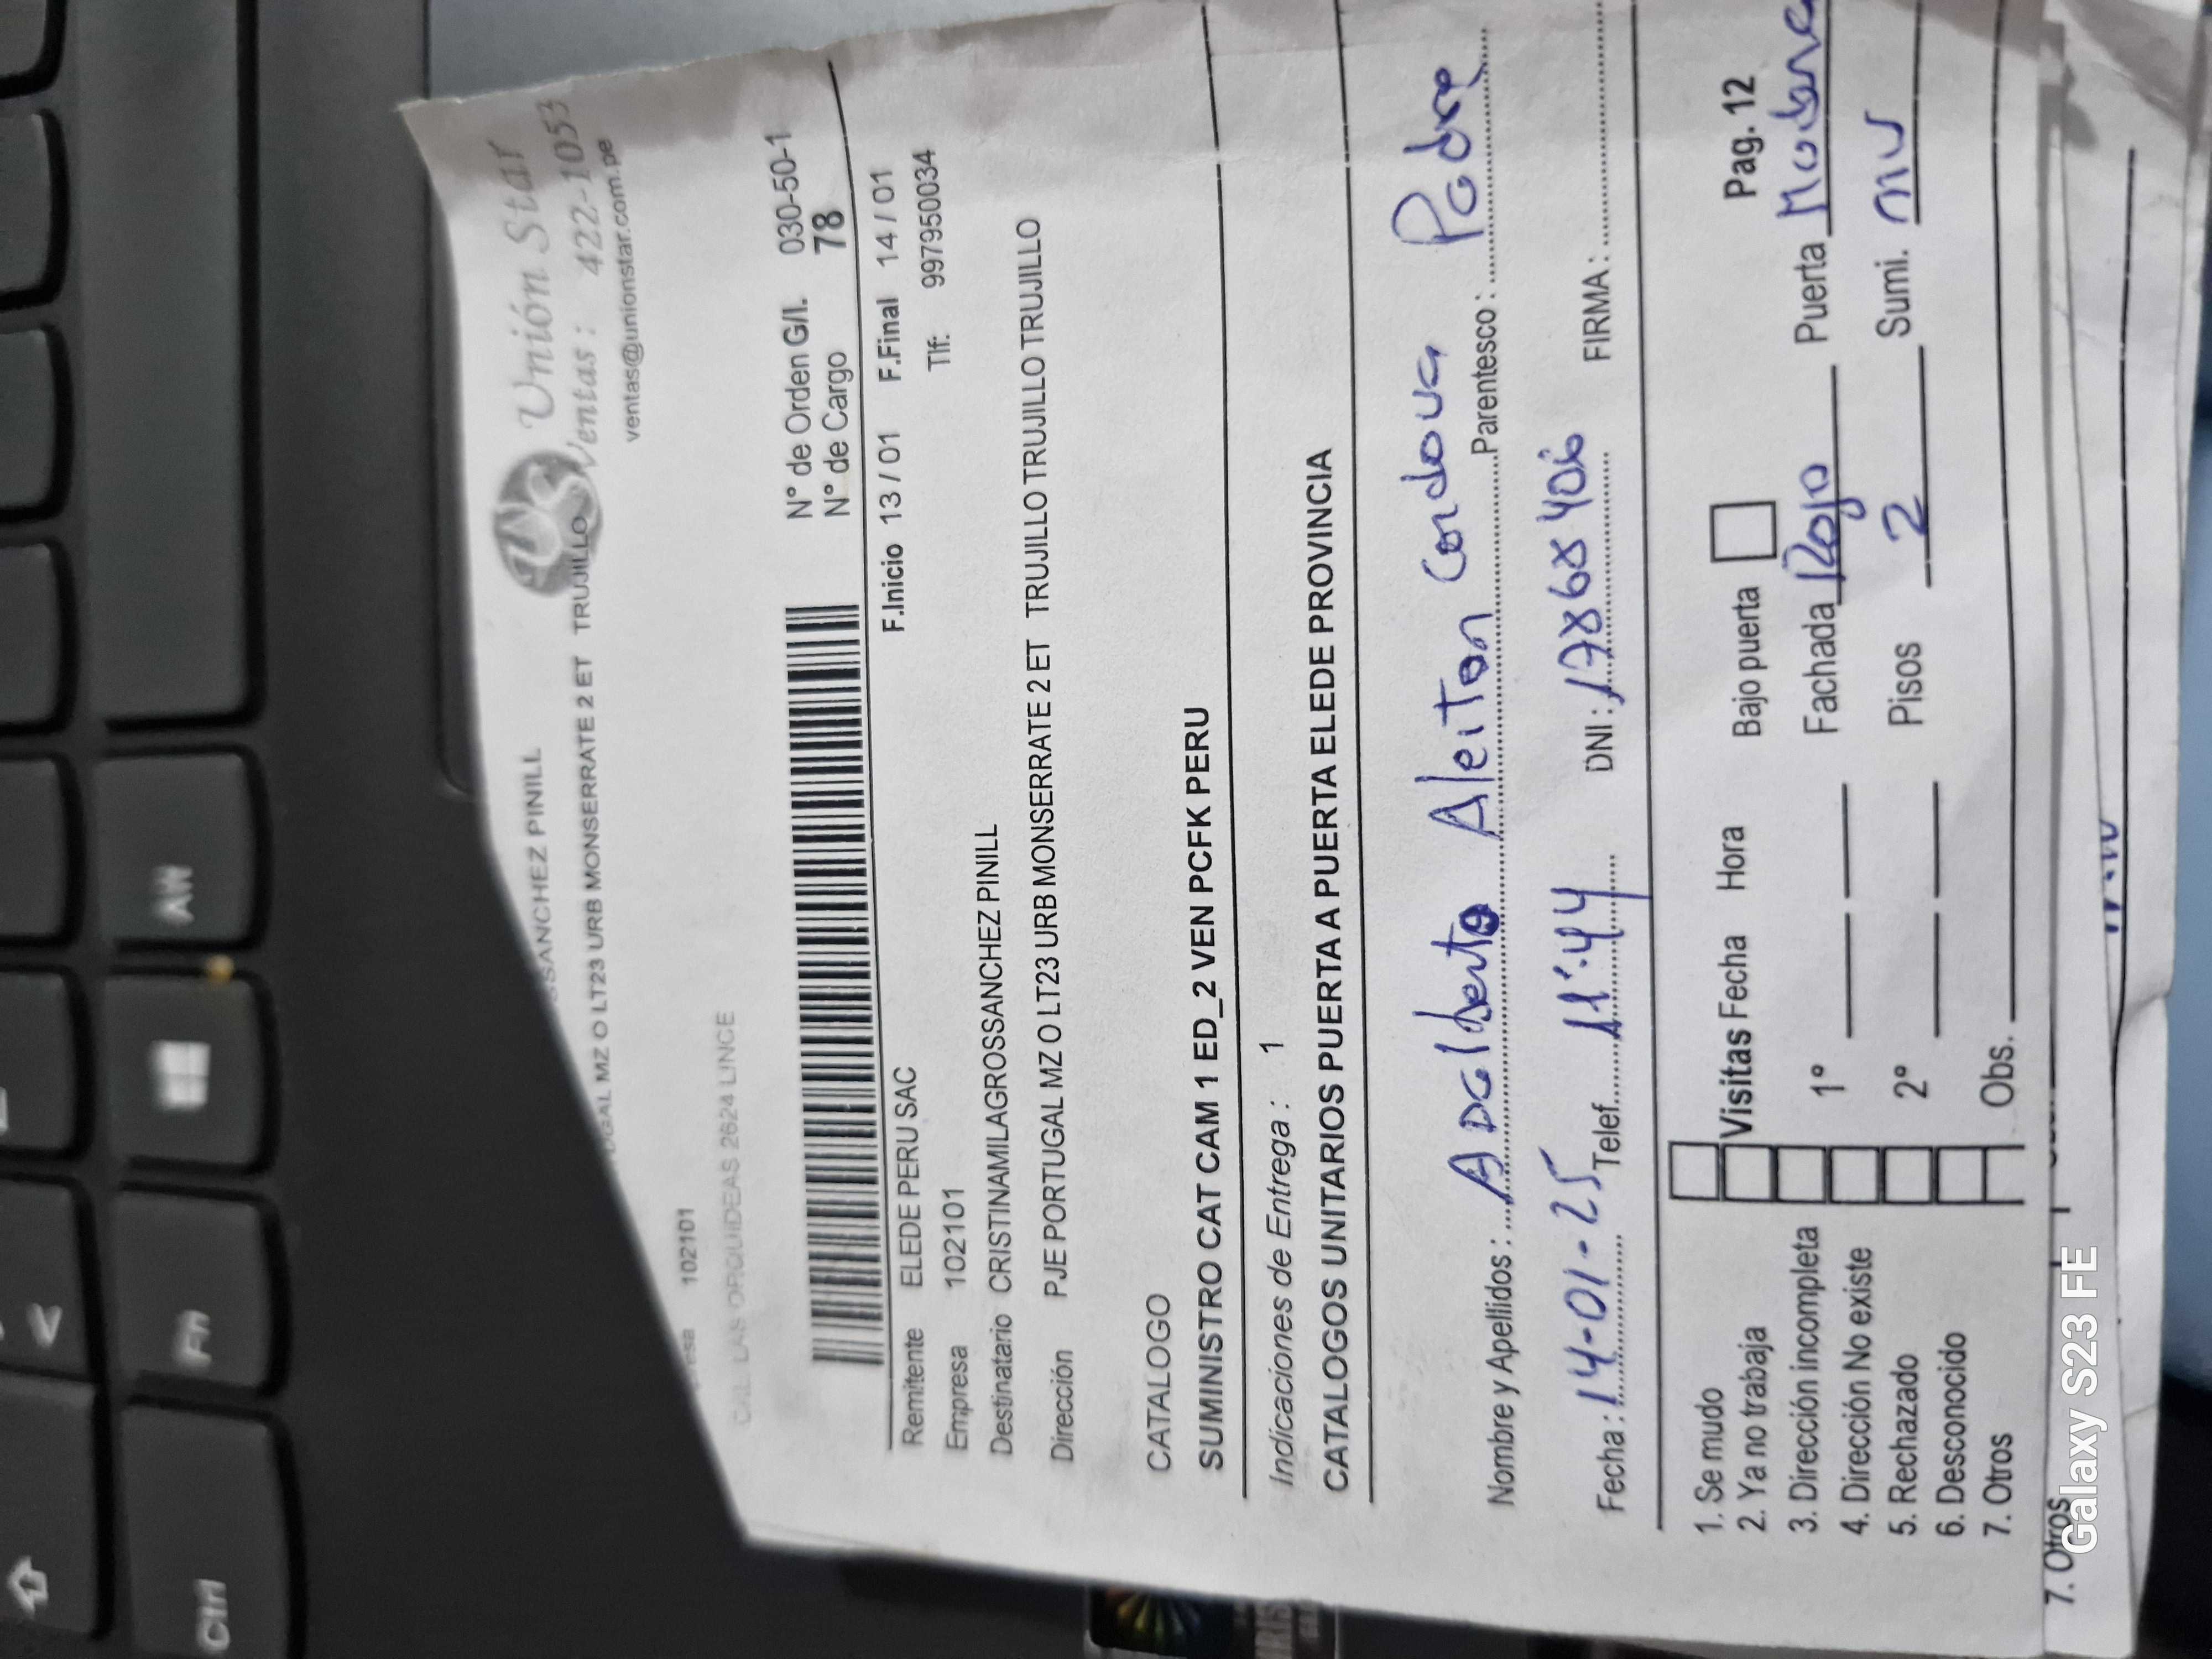 SANCHEZ PINILL
MZ O LT23 URB MONSERRATE 2 ET TRUJILLO
Unión Star
Ventas : 422-1053
ventas@unionstar.com.pe
102101
LAS ORQUIDEAS 2624 LINCE
N° de Orden G/I. 030-50-1
N° de Cargo 78
F.Inicio 13 / 01 F.Final 14 / 01
Remitente ELEDE PERU SAC
Tlf: 997950034
Empresa 102101
Destinatario CRISTINAMILAGROSSANCHEZ PINILL
Dirección PJE PORTUGAL MZ O LT23 URB MONSERRATE 2 ET TRUJILLO TRUJILLO TRUJILLO
CATALOGO
SUMINISTRO CAT CAM 1 ED_2 VEN PCFK PERU
Indicaciones de Entrega : 1
CATALOGOS UNITARIOS PUERTA A PUERTA ELEDE PROVINCIA
Nombre y Apellidos : Cordova Parentesco : Padre
Fecha : 14-01-25 Telef. 11:44 DNI : 17868406 FIRMA :
1. Se mudo
2. Ya no trabaja
3. Dirección incompleta
4. Dirección No existe
5. Rechazado
6. Desconocido
7. Otros
Visitas Fecha Hora Bajo puerta Pag. 12
1° Fachada Rojo Puerta
2° Pisos 2 Sumi.
Obs.
7. Otros
Ctrl
Fn
Alt
<
Galaxy S23 FE